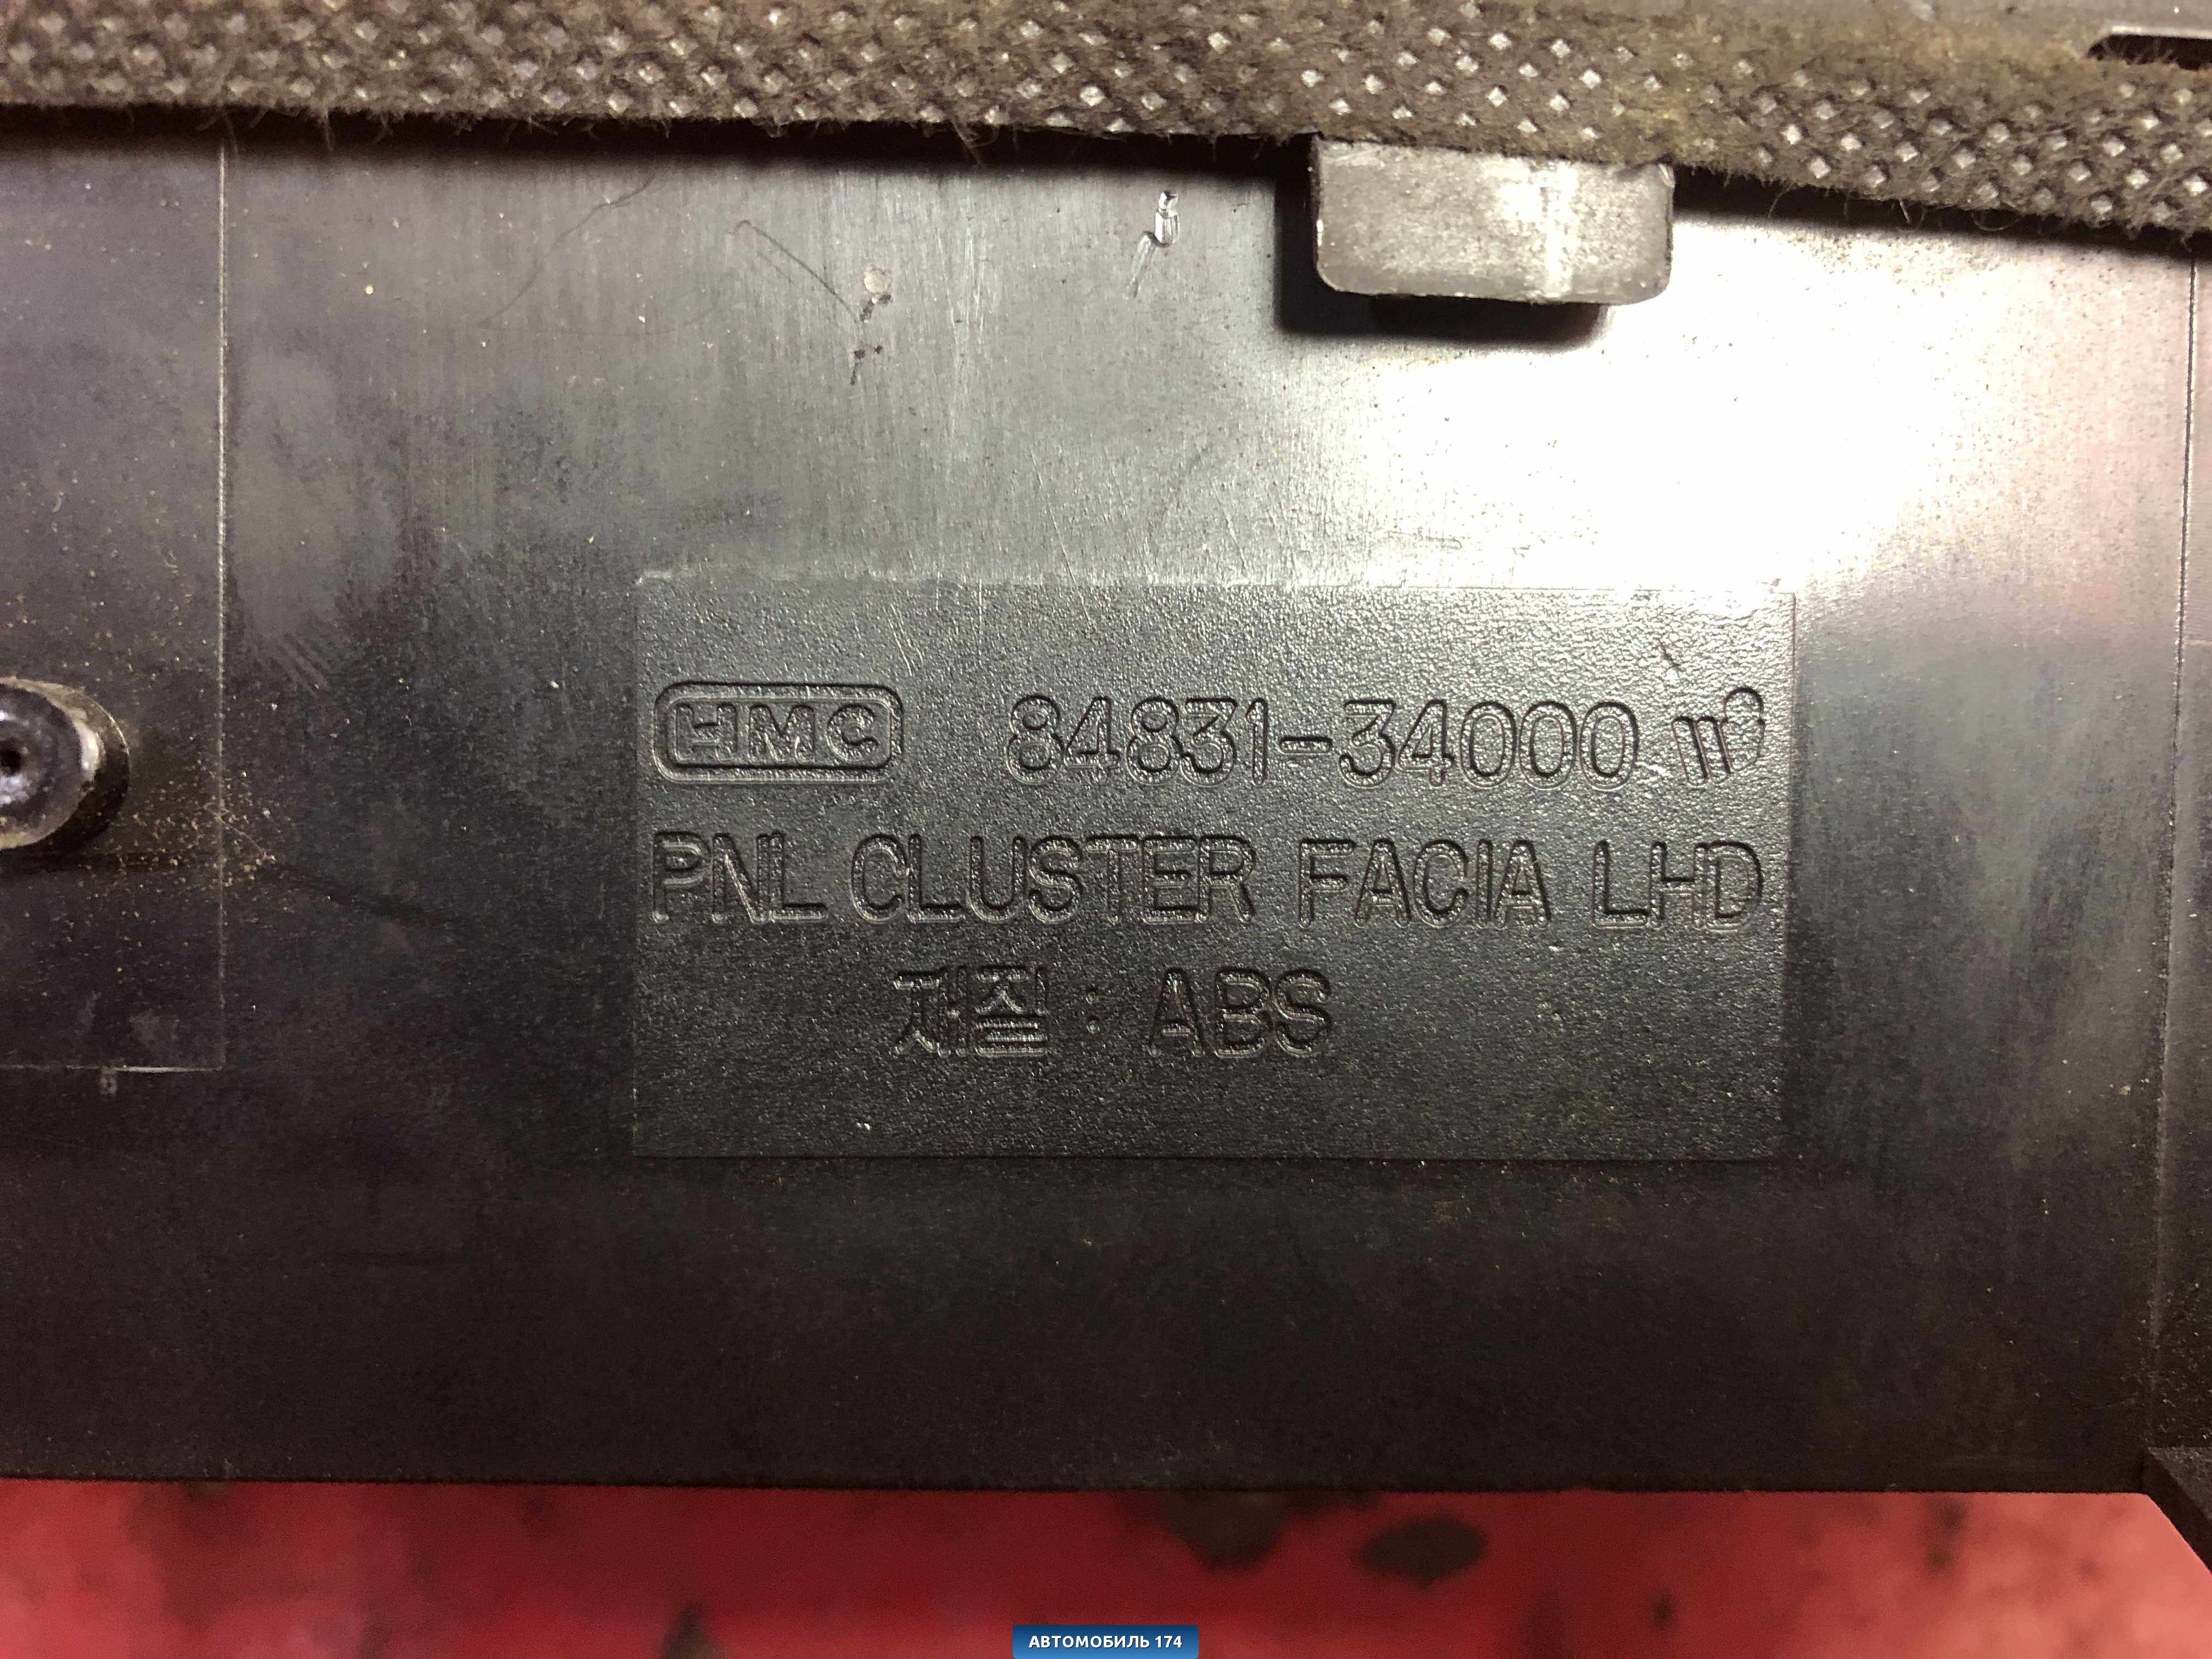 HMC 84831-34000
PNL CLUSTER FACIA LHD
재질 : ABS
АВТОМОБИЛЬ 174